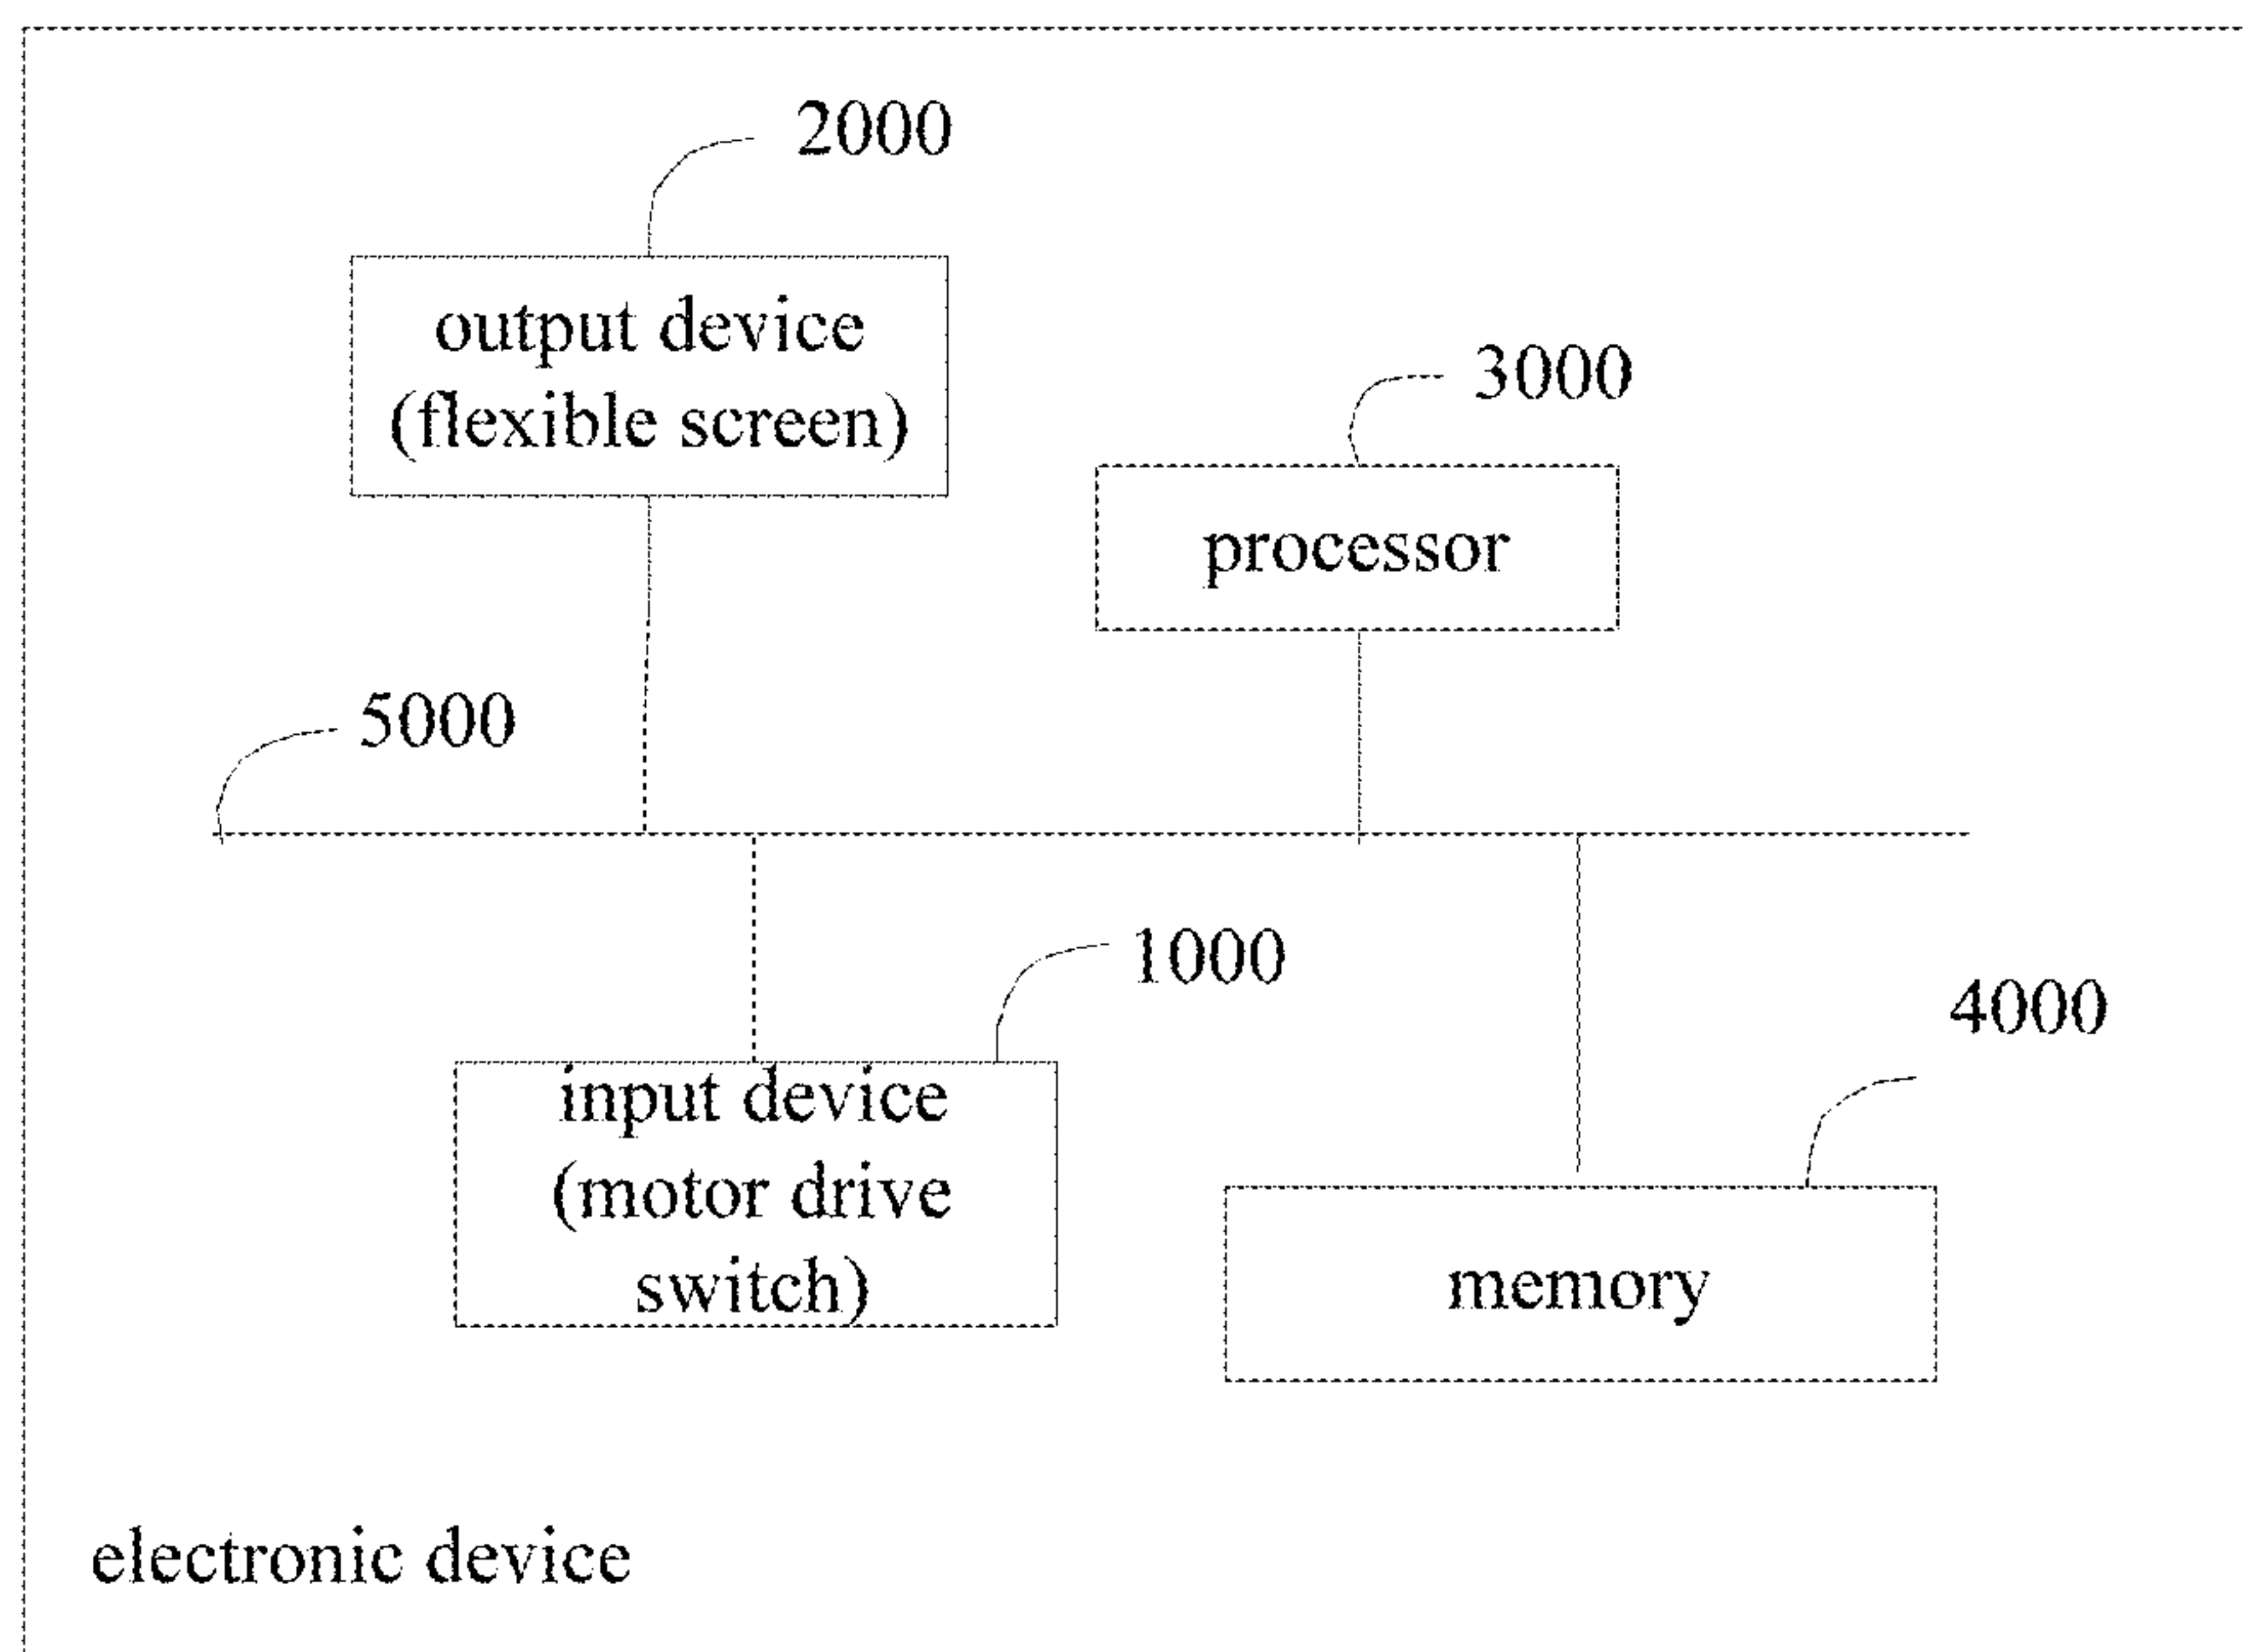 2000
output device
(flexible screen)
3000
processor
5000
1000
input device
(motor drive
switch)
4000
memory
electronic device